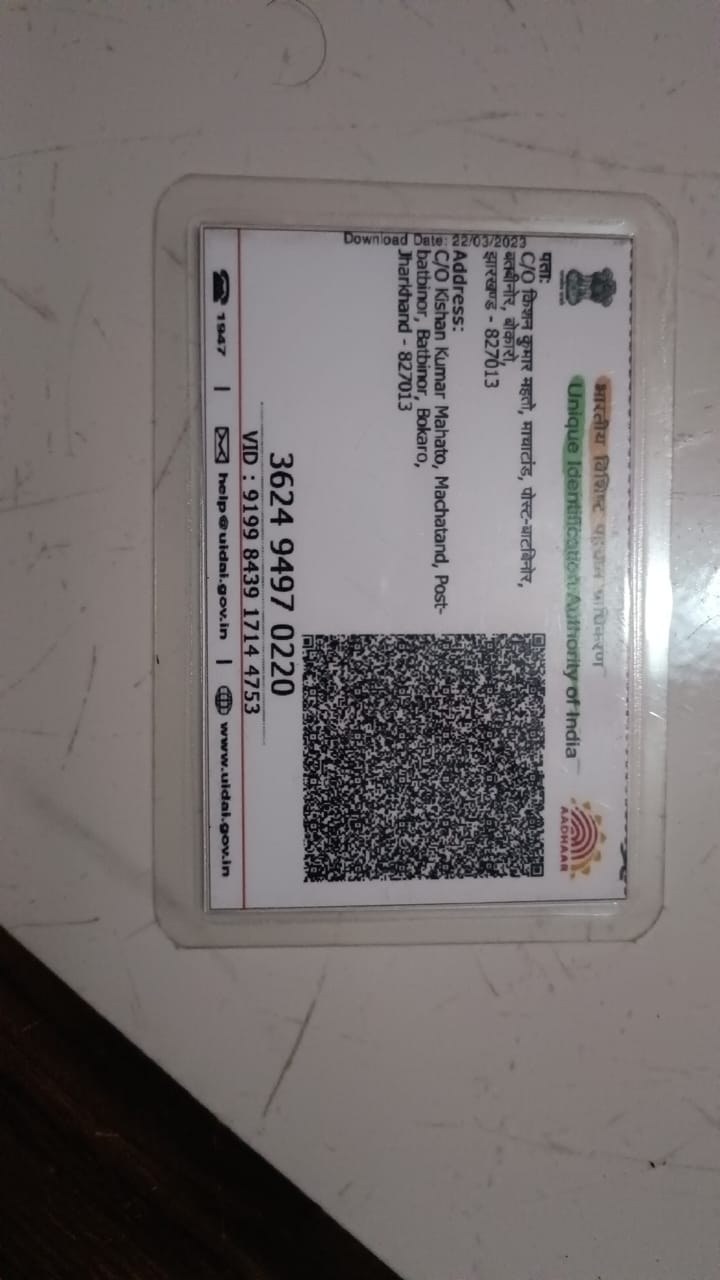 भारतीय विशिष्ट पहचान प्राधिकरण
Unique Identification Authority of India
AADHAAR
Download Date: 22/03/2023
पता:
C/O किशन कुमार महतो, माचाटांड, पोस्ट-बाटबिनोर,
बतबीनोर, बोकारो,
झारखण्ड - 827013
Address:
C/O Kishan Kumar Mahato, Machatand, Post-
batbinor, Batbinor, Bokaro,
Jharkhand - 827013
3624 9497 0220
VID : 9199 8439 1714 4753
1947 | help@uidai.gov.in | www.uidai.gov.in